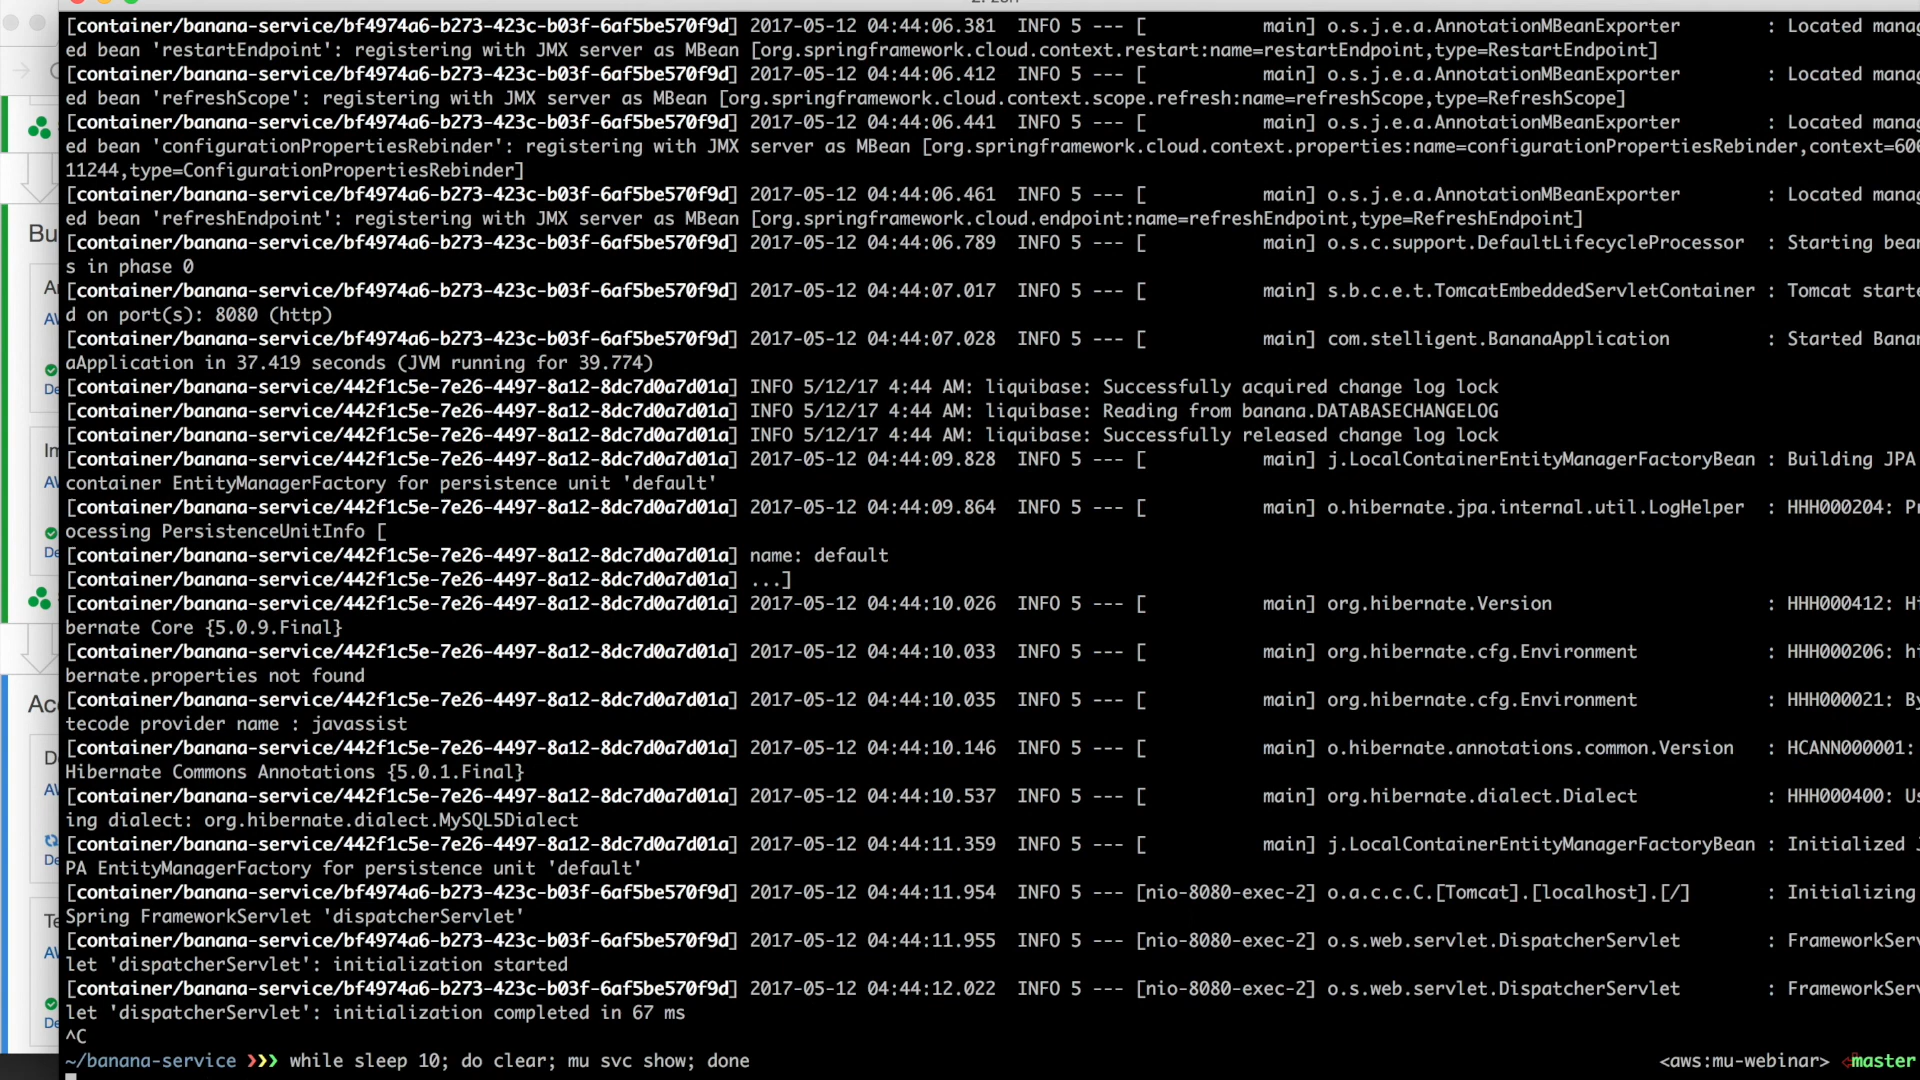 [container/banana-service/bf4974a6-b273-423c-b03f-6af5be570f9d] 2017-05-12 04:44:06.381  INFO 5 --- [           main] o.s.j.e.a.AnnotationMBeanExporter        : Located manag
ed bean 'restartEndpoint': registering with JMX server as MBean [org.springframework.cloud.context.restart:name=restartEndpoint,type=RestartEndpoint]
[container/banana-service/bf4974a6-b273-423c-b03f-6af5be570f9d] 2017-05-12 04:44:06.412  INFO 5 --- [           main] o.s.j.e.a.AnnotationMBeanExporter        : Located manag
ed bean 'refreshScope': registering with JMX server as MBean [org.springframework.cloud.context.scope.refresh:name=refreshScope,type=RefreshScope]
[container/banana-service/bf4974a6-b273-423c-b03f-6af5be570f9d] 2017-05-12 04:44:06.441  INFO 5 --- [           main] o.s.j.e.a.AnnotationMBeanExporter        : Located manag
ed bean 'configurationPropertiesRebinder': registering with JMX server as MBean [org.springframework.cloud.context.properties:name=configurationPropertiesRebinder,context=600
11244,type=ConfigurationPropertiesRebinder]
[container/banana-service/bf4974a6-b273-423c-b03f-6af5be570f9d] 2017-05-12 04:44:06.461  INFO 5 --- [           main] o.s.j.e.a.AnnotationMBeanExporter        : Located manag
ed bean 'refreshEndpoint': registering with JMX server as MBean [org.springframework.cloud.endpoint:name=refreshEndpoint,type=RefreshEndpoint]
[container/banana-service/bf4974a6-b273-423c-b03f-6af5be570f9d] 2017-05-12 04:44:06.789  INFO 5 --- [           main] o.s.c.support.DefaultLifecycleProcessor  : Starting bean
s in phase 0
[container/banana-service/bf4974a6-b273-423c-b03f-6af5be570f9d] 2017-05-12 04:44:07.017  INFO 5 --- [           main] s.b.c.e.t.TomcatEmbeddedServletContainer : Tomcat starte
d on port(s): 8080 (http)
[container/banana-service/bf4974a6-b273-423c-b03f-6af5be570f9d] 2017-05-12 04:44:07.028  INFO 5 --- [           main] com.stelligent.BananaApplication         : Started Banan
aApplication in 37.419 seconds (JVM running for 39.774)
[container/banana-service/442f1c5e-7e26-4497-8a12-8dc7d0a7d01a] INFO 5/12/17 4:44 AM: liquibase: Successfully acquired change log lock
[container/banana-service/442f1c5e-7e26-4497-8a12-8dc7d0a7d01a] INFO 5/12/17 4:44 AM: liquibase: Reading from banana.DATABASECHANGELOG
[container/banana-service/442f1c5e-7e26-4497-8a12-8dc7d0a7d01a] INFO 5/12/17 4:44 AM: liquibase: Successfully released change log lock
[container/banana-service/442f1c5e-7e26-4497-8a12-8dc7d0a7d01a] 2017-05-12 04:44:09.828  INFO 5 --- [           main] j.LocalContainerEntityManagerFactoryBean : Building JPA
container EntityManagerFactory for persistence unit 'default'
[container/banana-service/442f1c5e-7e26-4497-8a12-8dc7d0a7d01a] 2017-05-12 04:44:09.864  INFO 5 --- [           main] o.hibernate.jpa.internal.util.LogHelper  : HHH000204: Pr
ocessing PersistenceUnitInfo [
[container/banana-service/442f1c5e-7e26-4497-8a12-8dc7d0a7d01a] name: default
[container/banana-service/442f1c5e-7e26-4497-8a12-8dc7d0a7d01a] ...]
[container/banana-service/442f1c5e-7e26-4497-8a12-8dc7d0a7d01a] 2017-05-12 04:44:10.026  INFO 5 --- [           main] org.hibernate.Version                    : HHH000412: Hi
bernate Core {5.0.9.Final}
[container/banana-service/442f1c5e-7e26-4497-8a12-8dc7d0a7d01a] 2017-05-12 04:44:10.033  INFO 5 --- [           main] org.hibernate.cfg.Environment            : HHH000206: hi
bernate.properties not found
[container/banana-service/442f1c5e-7e26-4497-8a12-8dc7d0a7d01a] 2017-05-12 04:44:10.035  INFO 5 --- [           main] org.hibernate.cfg.Environment            : HHH000021: By
tecode provider name : javassist
[container/banana-service/442f1c5e-7e26-4497-8a12-8dc7d0a7d01a] 2017-05-12 04:44:10.146  INFO 5 --- [           main] o.hibernate.annotations.common.Version   : HCANN000001:
Hibernate Commons Annotations {5.0.1.Final}
[container/banana-service/442f1c5e-7e26-4497-8a12-8dc7d0a7d01a] 2017-05-12 04:44:10.537  INFO 5 --- [           main] org.hibernate.dialect.Dialect            : HHH000400: Us
ing dialect: org.hibernate.dialect.MySQL5Dialect
[container/banana-service/442f1c5e-7e26-4497-8a12-8dc7d0a7d01a] 2017-05-12 04:44:11.359  INFO 5 --- [           main] j.LocalContainerEntityManagerFactoryBean : Initialized J
PA EntityManagerFactory for persistence unit 'default'
[container/banana-service/bf4974a6-b273-423c-b03f-6af5be570f9d] 2017-05-12 04:44:11.954  INFO 5 --- [nio-8080-exec-2] o.a.c.c.C.[Tomcat].[localhost].[/]       : Initializing
Spring FrameworkServlet 'dispatcherServlet'
[container/banana-service/bf4974a6-b273-423c-b03f-6af5be570f9d] 2017-05-12 04:44:11.955  INFO 5 --- [nio-8080-exec-2] o.s.web.servlet.DispatcherServlet        : FrameworkServ
let 'dispatcherServlet': initialization started
[container/banana-service/bf4974a6-b273-423c-b03f-6af5be570f9d] 2017-05-12 04:44:12.022  INFO 5 --- [nio-8080-exec-2] o.s.web.servlet.DispatcherServlet        : FrameworkServ
let 'dispatcherServlet': initialization completed in 67 ms
^C
~/banana-service ❯❯❯ while sleep 10; do clear; mu svc show; done <aws:mu-webinar> master